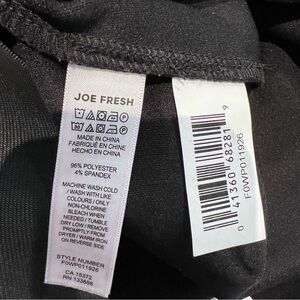 JOE FRESH
MADE IN CHINA
FABRIQUÉ EN CHINE
HECHO EN CHINA
96% POLYESTER
4% SPANDEX
MACHINE WASH COLD
/ WASH WITH LIKE
COLOURS / ONLY
NON-CHLORINE
BLEACH WHEN
NEEDED / TUMBLE
DRY LOW / REMOVE
PROMPTLY FROM
DRYER / WARM IRON
ON REVERSE SIDE
STYLE NUMBER
F0WP011926
CA 15372
RN 133886
0 41360 68281 9
F0WP011926